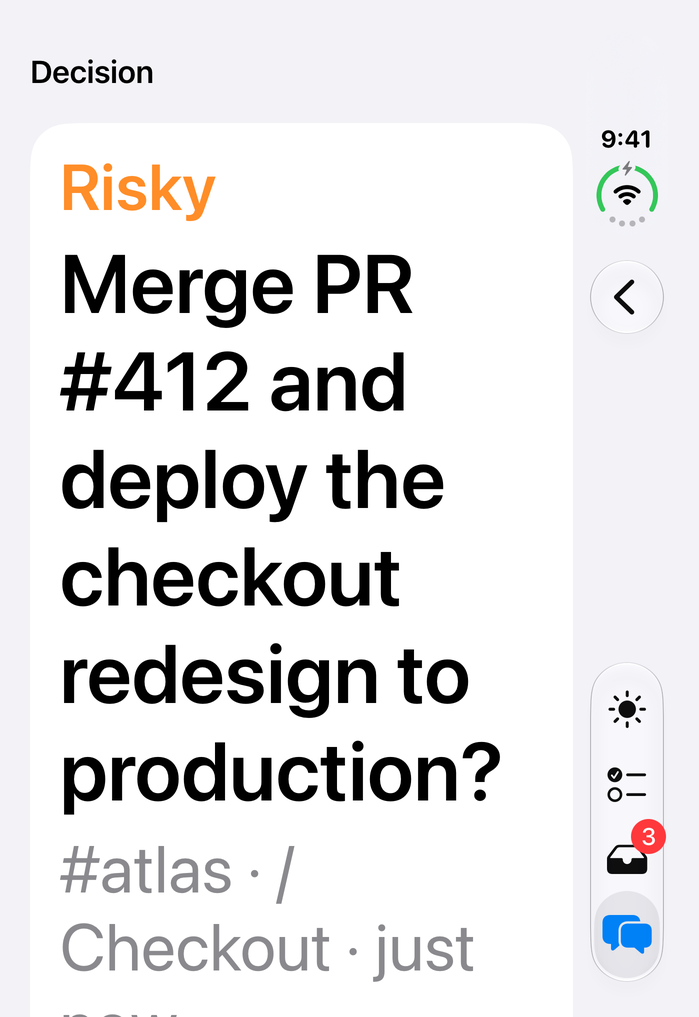 Decision
9:41
Risky
Merge PR
#412 and
deploy the
checkout
redesign to
production?
#atlas · /
Checkout · just
3